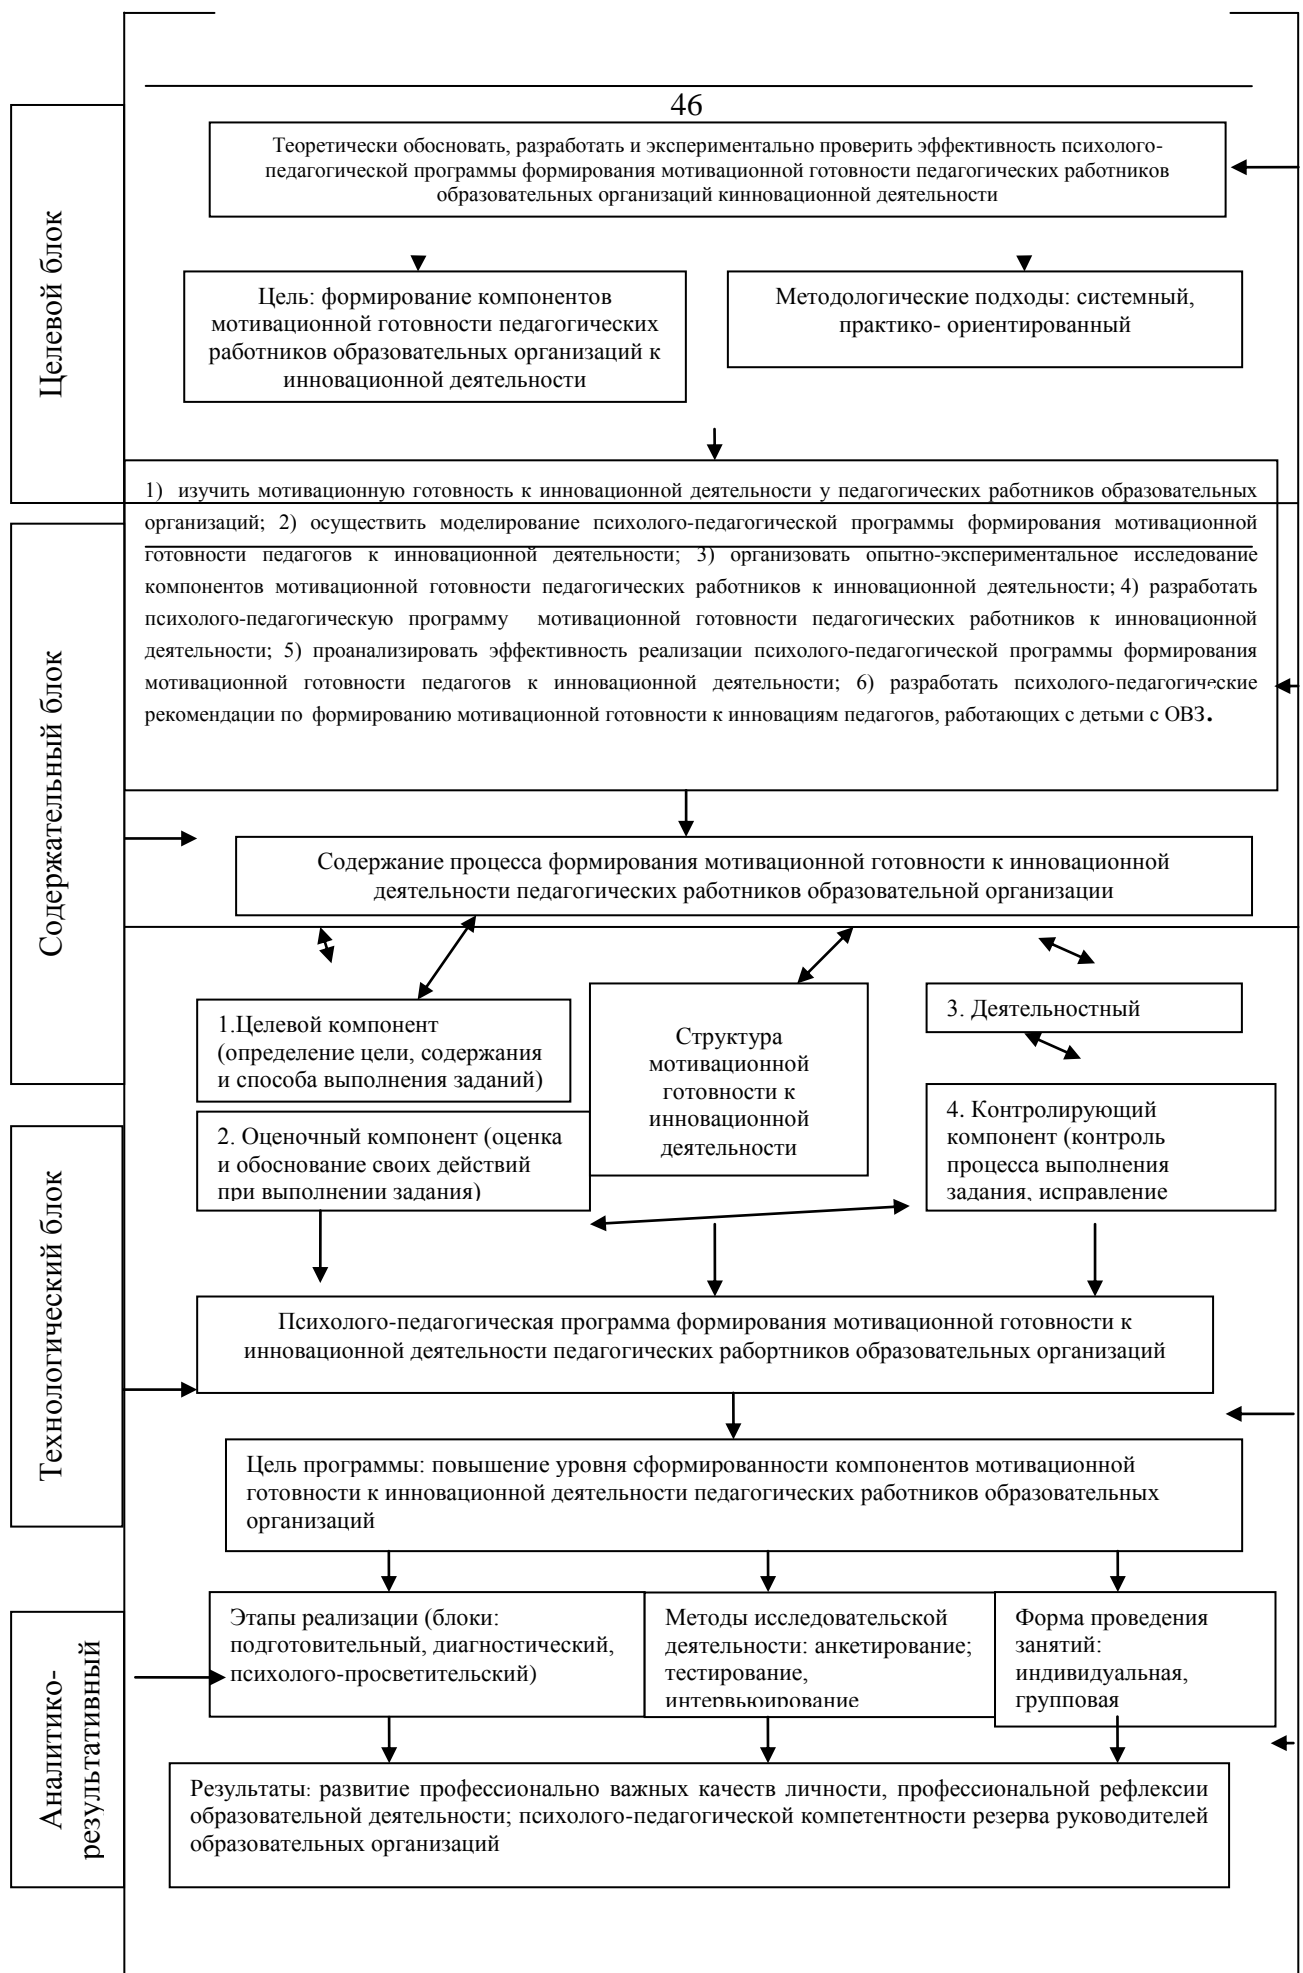 46
Теоретически обосновать, разработать и экспериментально проверить эффективность психолого-
педагогической программы формирования мотивационной готовности педагогических работников
образовательных организаций кинновационной деятельности
Целевой блок
Цель: формирование компонентов
мотивационной готовности педагогических
работников образовательных организаций к
инновационной деятельности
Методологические подходы: системный,
практико- ориентированный
1) изучить мотивационную готовность к инновационной деятельности у педагогических работников образовательных
организаций; 2) осуществить моделирование психолого-педагогической программы формирования мотивационной
готовности педагогов к инновационной деятельности; 3) организовать опытно-экспериментальное исследование
компонентов мотивационной готовности педагогических работников к инновационной деятельности; 4) разработать
психолого-педагогическую программу мотивационной готовности педагогических работников к инновационной
деятельности; 5) проанализировать эффективность реализации психолого-педагогической программы формирования
мотивационной готовности педагогов к инновационной деятельности; 6) разработать психолого-педагогические
рекомендации по формированию мотивационной готовности к инновациям педагогов, работающих с детьми с ОВЗ.
Содержательный блок
Содержание процесса формирования мотивационной готовности к инновационной
деятельности педагогических работников образовательной организации
1.Целевой компонент
(определение цели, содержания
и способа выполнения заданий)
2. Оценочный компонент (оценка
и обоснование своих действий
при выполнении задания)
Структура
мотивационной
готовности к
инновационной
деятельности
3. Деятельностный
4. Контролирующий
компонент (контроль
процесса выполнения
задания, исправление
Технологический блок
Психолого-педагогическая программа формирования мотивационной готовности к
инновационной деятельности педагогических рабортников образовательных организаций
Цель программы: повышение уровня сформированности компонентов мотивационной
готовности к инновационной деятельности педагогических работников образовательных
организаций
Аналитико-
результативный
Этапы реализации (блоки:
подготовительный, диагностический,
психолого-просветительский)
Методы исследовательской
деятельности: анкетирование;
тестирование,
интервьюирование
Форма проведения
занятий:
индивидуальная,
групповая
Результаты: развитие профессионально важных качеств личности, профессиональной рефлексии
образовательной деятельности; психолого-педагогической компетентности резерва руководителей
образовательных организаций